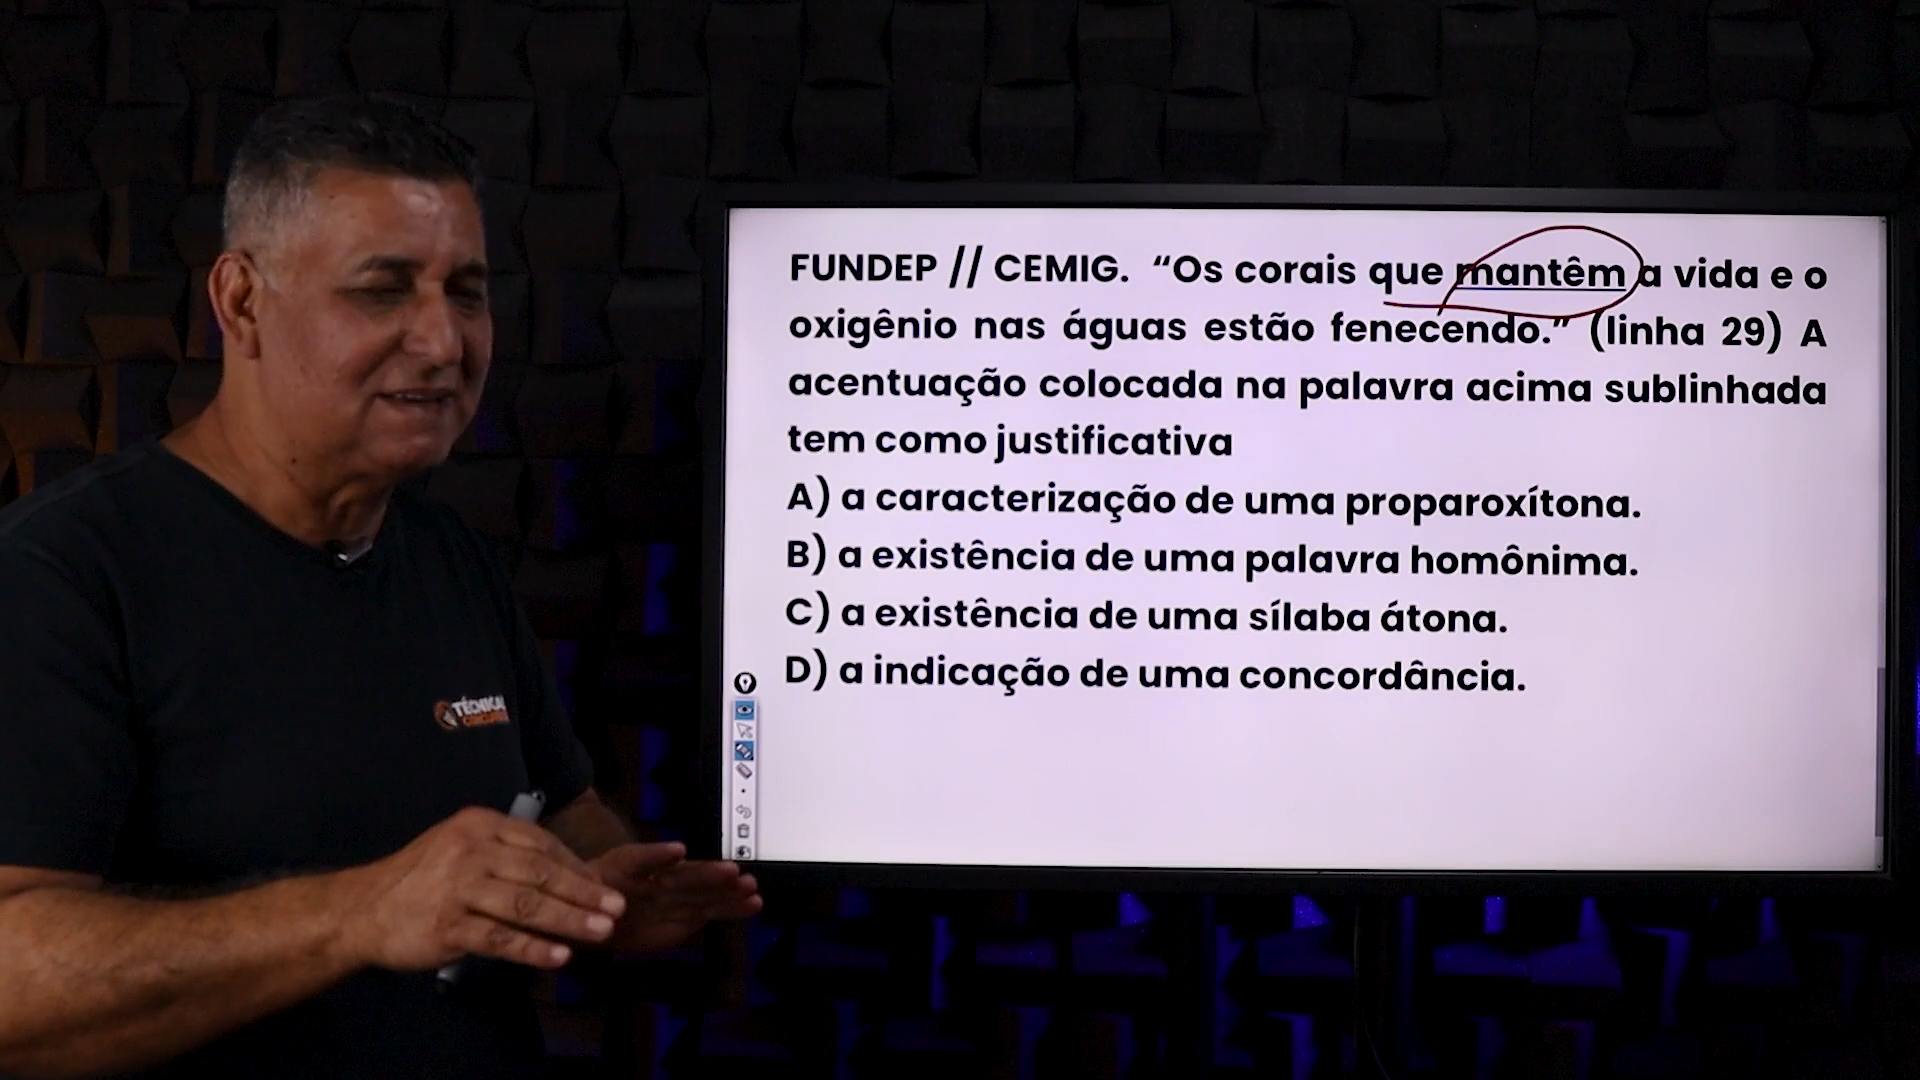 FUNDEP // CEMIG. “Os corais que mantêm a vida e o
oxigênio nas águas estão fenecendo.” (linha 29) A
acentuação colocada na palavra acima sublinhada
tem como justificativa
A) a caracterização de uma proparoxítona.
B) a existência de uma palavra homônima.
C) a existência de uma sílaba átona.
D) a indicação de uma concordância.